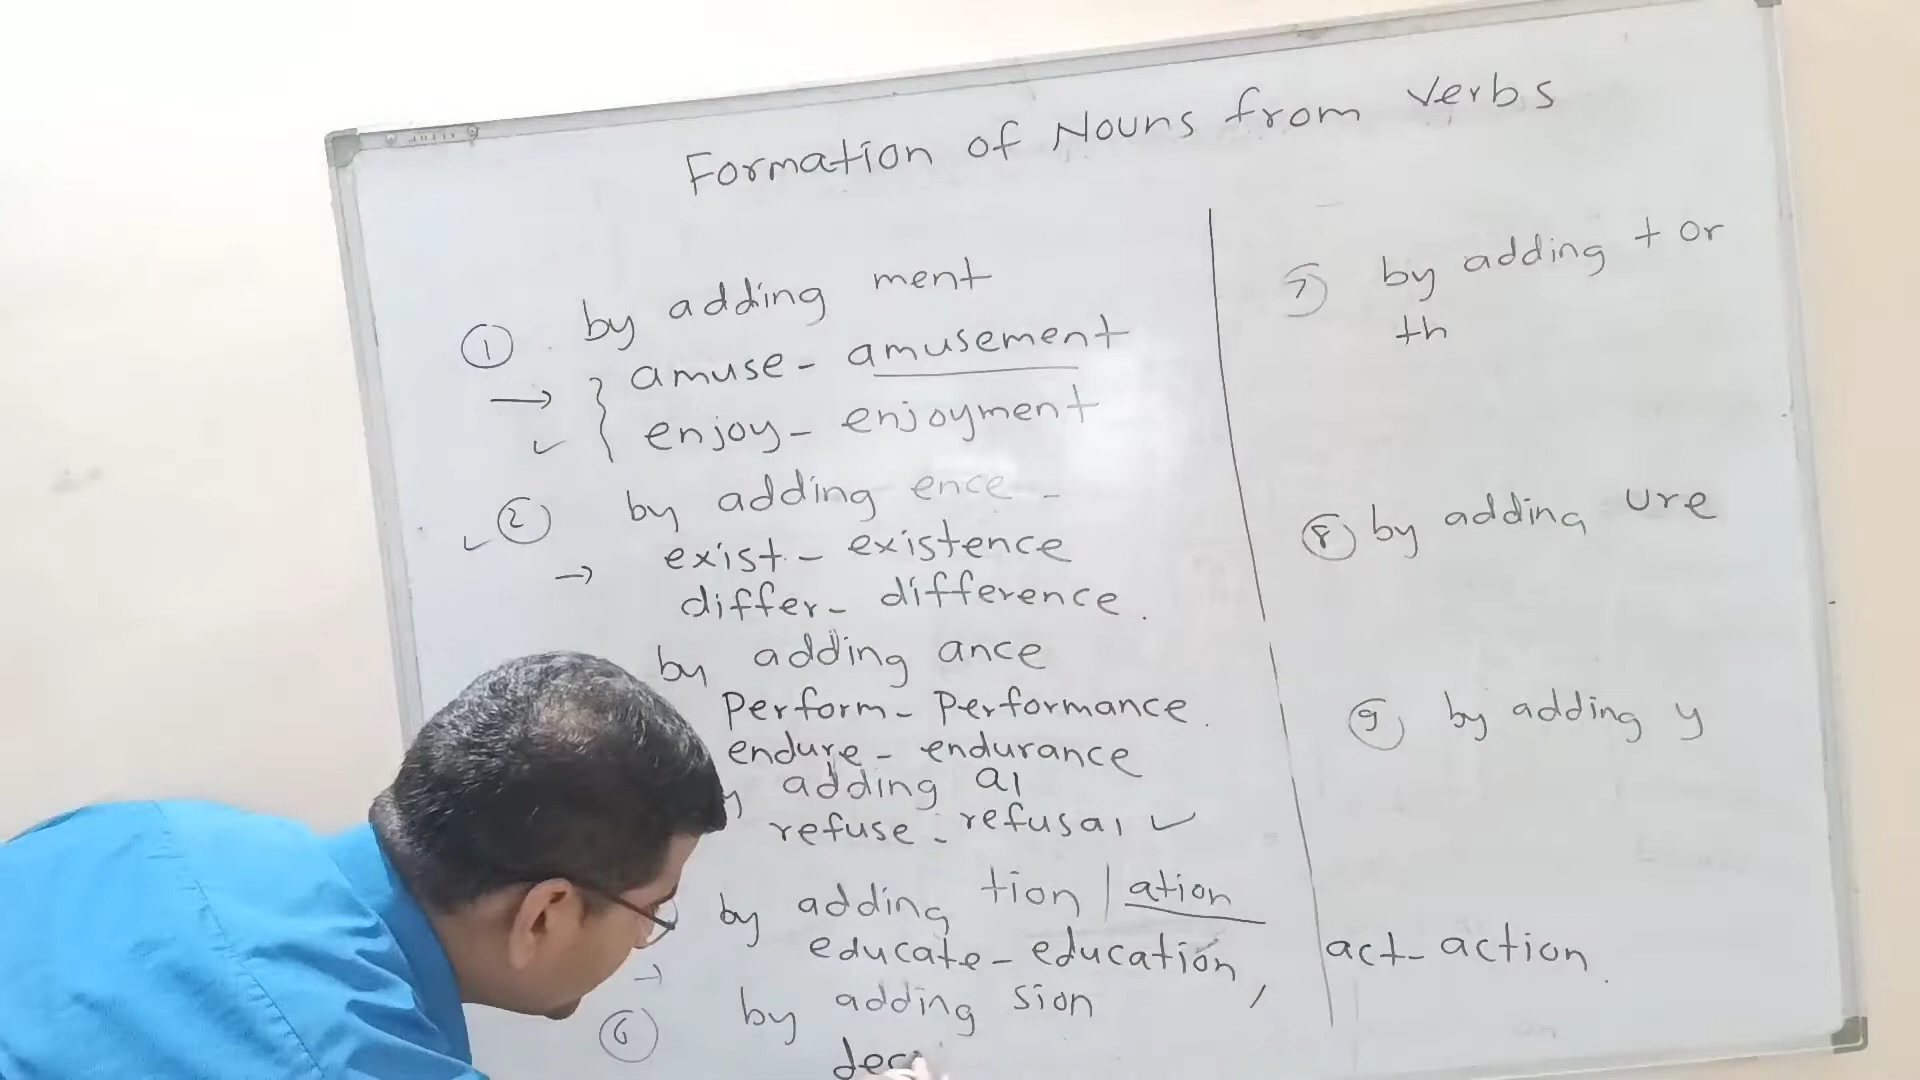 Formation of Nouns from Verbs
① by adding ment
→ { amuse - amusement
✓ enjoy - enjoyment
✓ ② by adding ence -
→ exist - existence
differ - difference.
by adding ance
Perform - Performance.
endure - endurance
adding al
refuse - refusal ✓
by adding tion | ation
→ educate - education, act - action.
⑥ by adding sion
⑦ by adding t or
th
⑧ by adding ure
⑨ by adding y